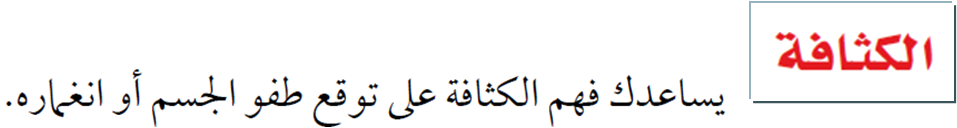 الكثافة
يساعدك فهم الكثافة على توقع طفو الجسم أو انغماره.